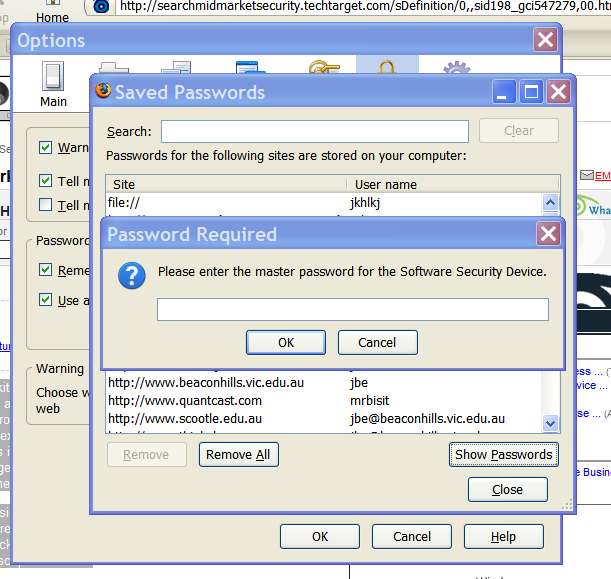 http://searchmidmarketsecurity.techtarget.com/sDefinition/0,,sid198_gci547279,00.htm
Home
Options
Main
Saved Passwords
Search:
Clear
Passwords for the following sites are stored on your computer:
Site User name
file:// jkhlkj
Password Required
Please enter the master password for the Software Security Device.
OK Cancel
http://www.beaconhills.vic.edu.au jbe
http://www.quantcast.com mrbisit
http://www.scootle.edu.au jbe@beaconhills.vic.edu.au
Remove Remove All Show Passwords
Close
Warn
Tell m
Tell m
Password
Reme
Use a
Warning
Choose w
web
OK Cancel Help
EM
Wha